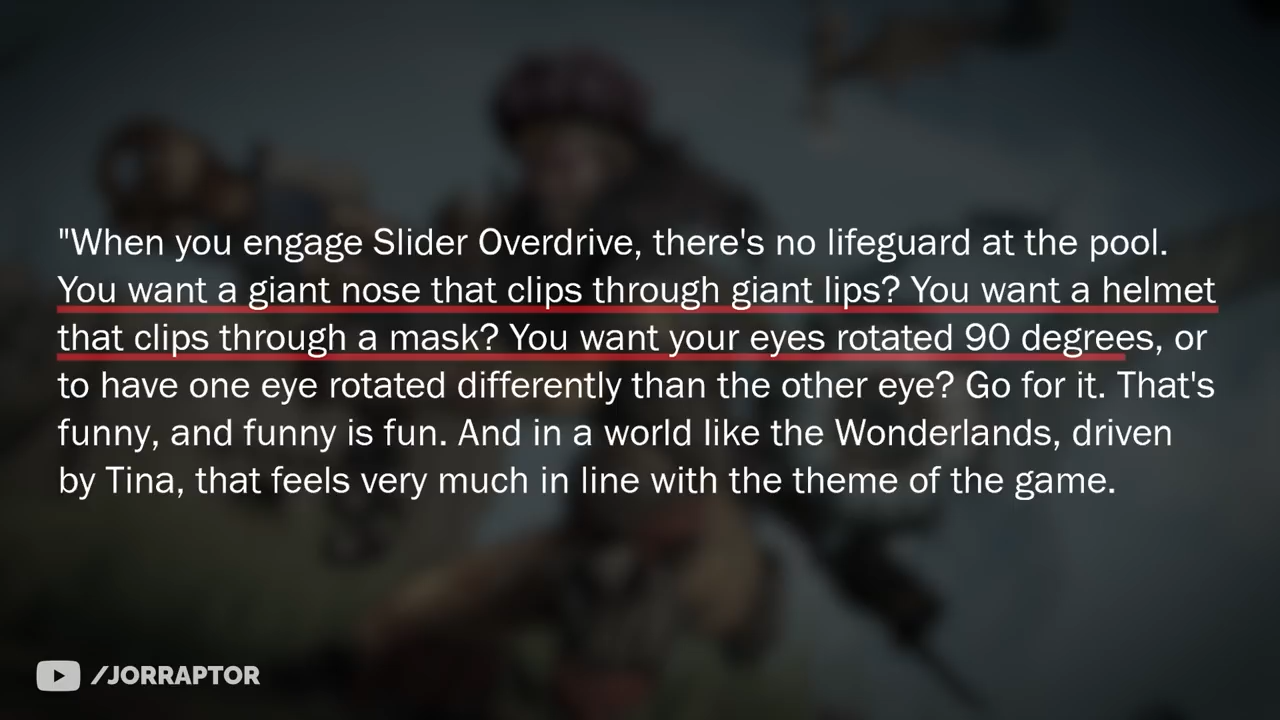 "When you engage Slider Overdrive, there's no lifeguard at the pool.
You want a giant nose that clips through giant lips? You want a helmet
that clips through a mask? You want your eyes rotated 90 degrees, or
to have one eye rotated differently than the other eye? Go for it. That's
funny, and funny is fun. And in a world like the Wonderlands, driven
by Tina, that feels very much in line with the theme of the game.
/JORRAPTOR